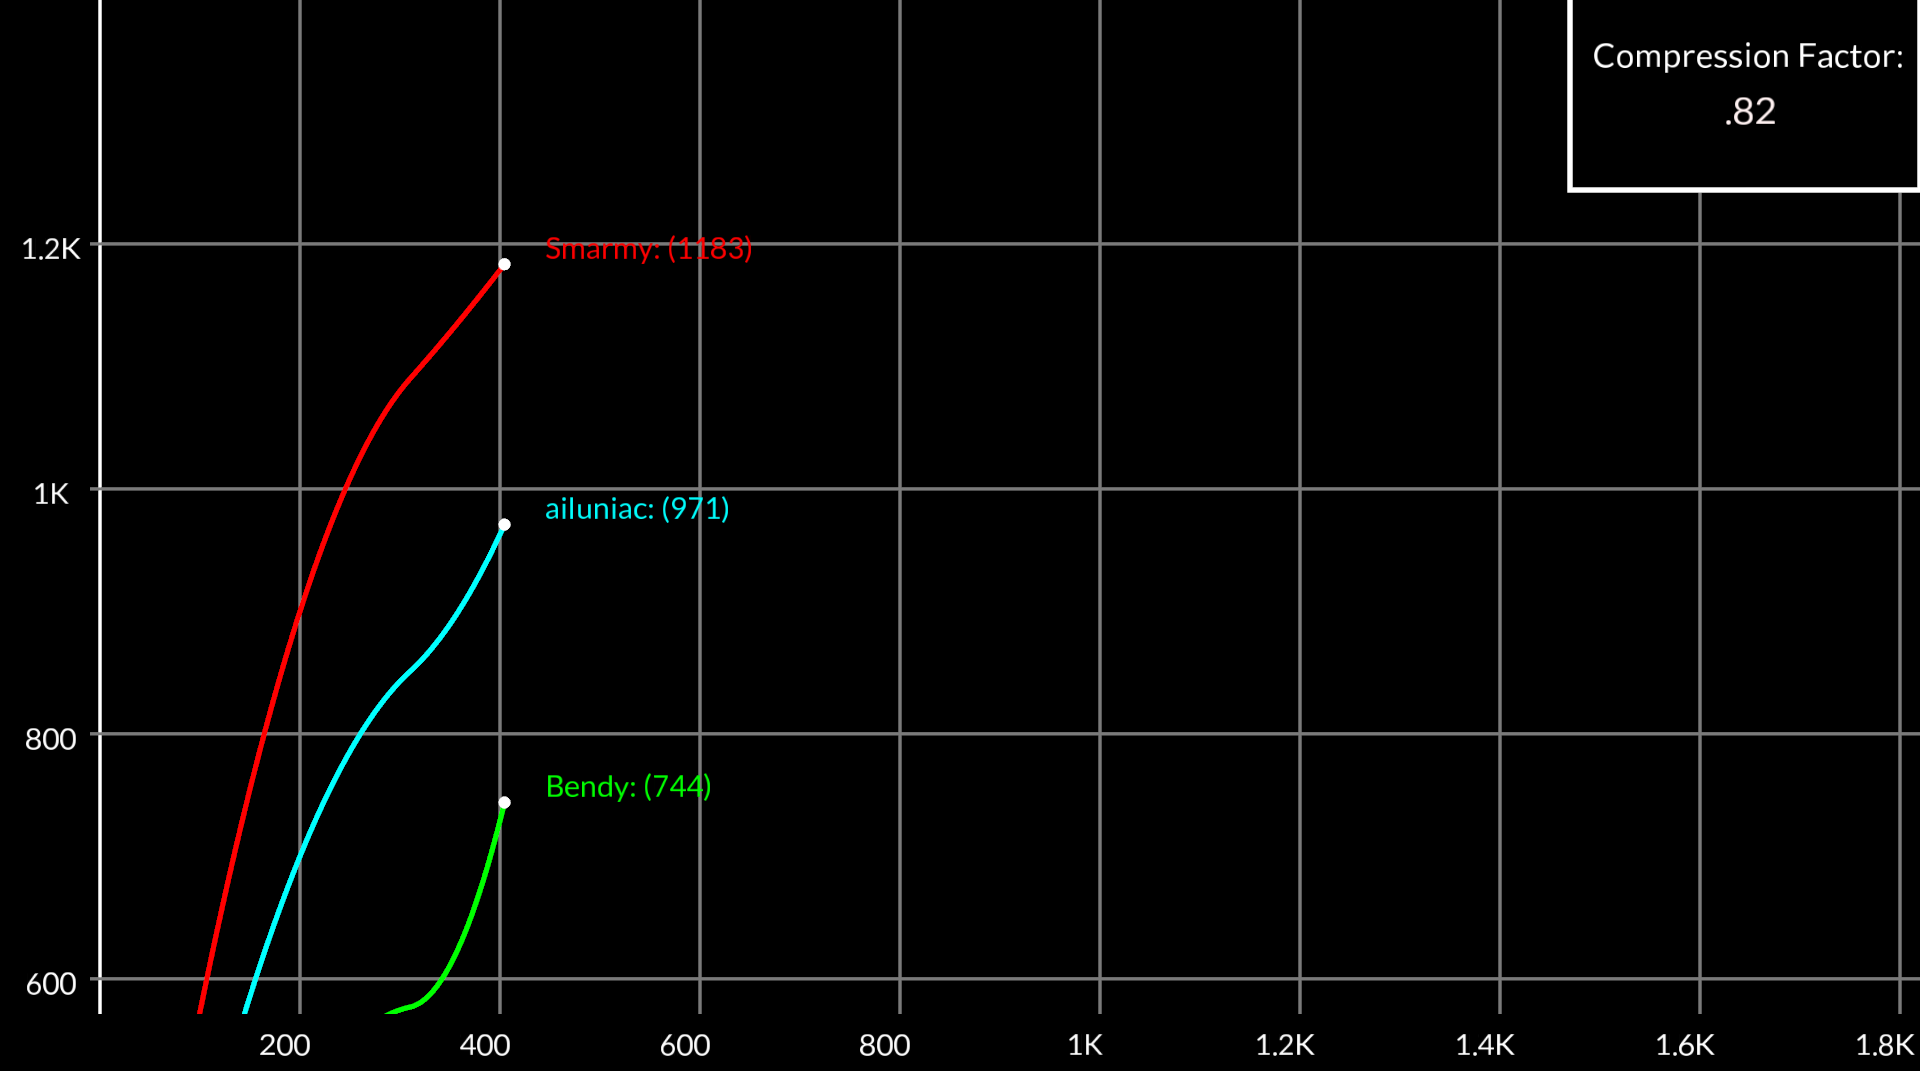 Compression Factor:
.82
1.2K
Smarmy: (1183)
1K
ailuniac: (971)
800
Bendy: (744)
600
200 400 600 800 1K 1.2K 1.4K 1.6K 1.8K